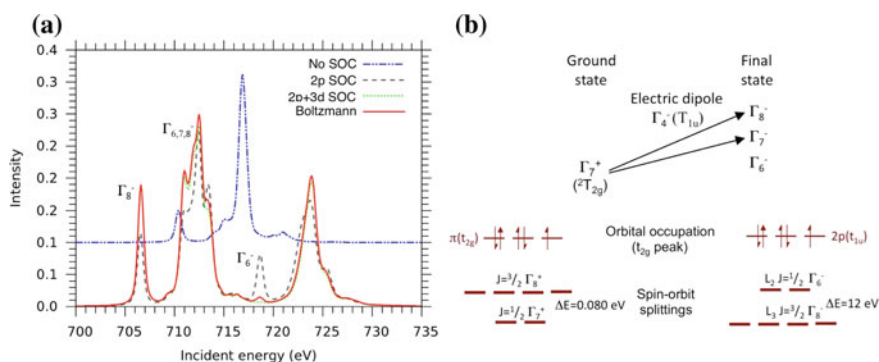 (a)
Intensity
0.4
0.3
0.3
0.2
0.2
0.1
0.1
0.0
No SOC
2p SOC
2p+3d SOC
Boltzmann
Γ6,7,8-
Γ8-
Γ6-
700 705 710 715 720 725 730 735
Incident energy (eV)
(b)
Ground state
Final state
Electric dipole
Γ4-(T1u)
Γ8-
Γ7-
Γ6-
Γ7+
(2T2g)
π(t2g)
Orbital occupation
(t2g peak)
2p(t1u)
J=3/2 Γ8+
ΔE=0.080 eV
J=1/2 Γ7+
Spin-orbit
splittings
L2 J=1/2 Γ6-
ΔE=12 eV
L3 J=3/2 Γ8-